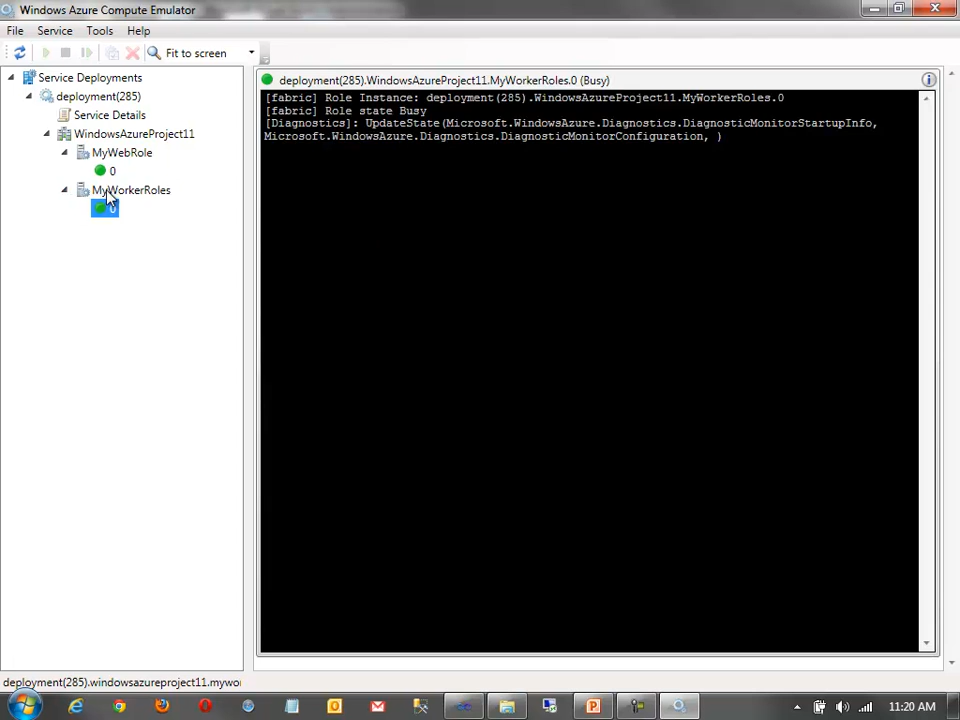 Windows Azure Compute Emulator
File Service Tools Help
Fit to screen
Service Deployments
deployment(285)
Service Details
WindowsAzureProject11
MyWebRole
0
MyWorkerRoles
0
deployment(285).WindowsAzureProject11.MyWorkerRoles.0 (Busy)
[fabric] Role Instance: deployment(285).WindowsAzureProject11.MyWorkerRoles.0
[fabric] Role state Busy
[Diagnostics]: UpdateState(Microsoft.WindowsAzure.Diagnostics.DiagnosticMonitorStartupInfo,
Microsoft.WindowsAzure.Diagnostics.DiagnosticMonitorConfiguration, )
deployment(285).windowsazureproject11.mywo
11:20 AM